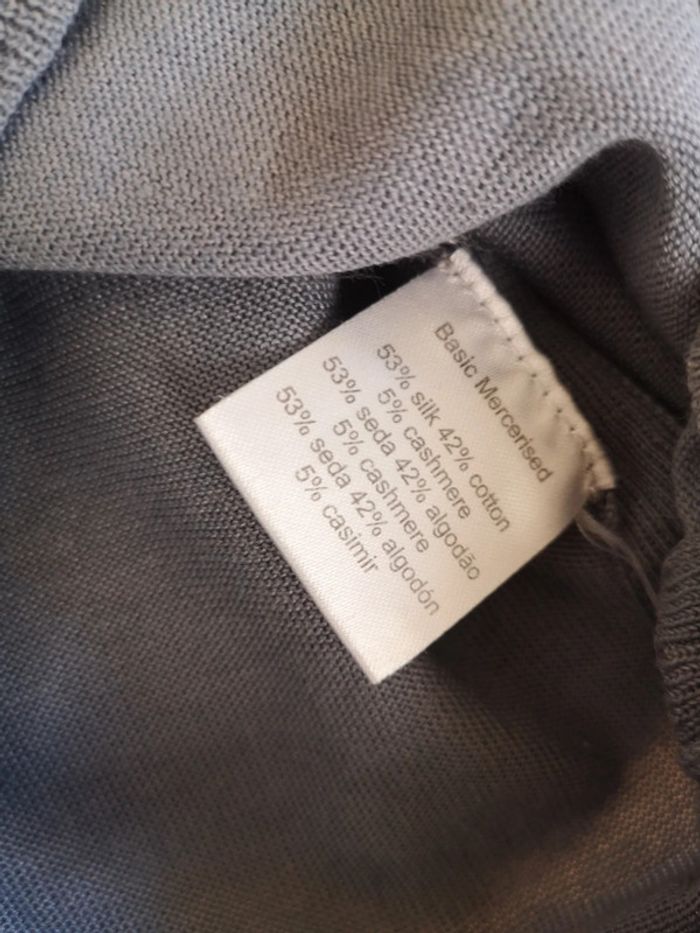 Basic Mercerised
53% silk 42% cotton
5% cashmere
53% seda 42% algodão
5% cashmere
53% seda 42% algodón
5% casimir